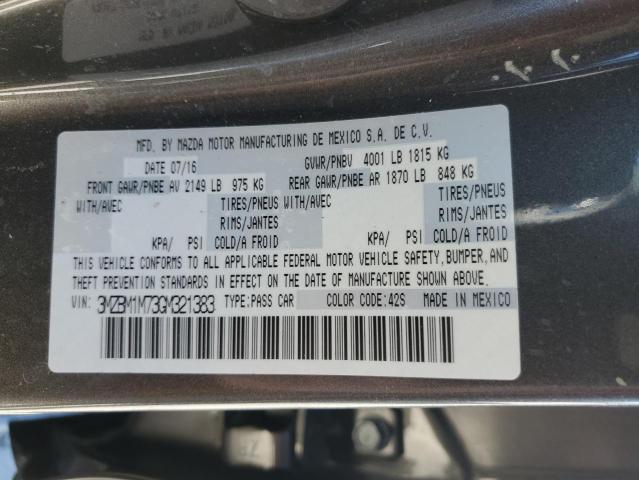 MFD. BY MAZDA MOTOR MANUFACTURING DE MEXICO S.A. DE C.V.
DATE 07/16 GVWR/PNBV 4001 LB 1815 KG
FRONT GAWR/PNBE AV 2149 LB 975 KG REAR GAWR/PNBE AR 1870 LB 848 KG
WITH/AVEC TIRES/PNEUS WITH/AVEC TIRES/PNEUS
RIMS/JANTES RIMS/JANTES
KPA/ PSI COLD/A FROID KPA/ PSI COLD/A FROID
THIS VEHICLE CONFORMS TO ALL APPLICABLE FEDERAL MOTOR VEHICLE SAFETY, BUMPER, AND
THEFT PREVENTION STANDARDS IN EFFECT ON THE DATE OF MANUFACTURE SHOWN ABOVE.
VIN: 3MZBM1M73GM321383 TYPE:PASS CAR COLOR CODE:42S MADE IN MEXICO